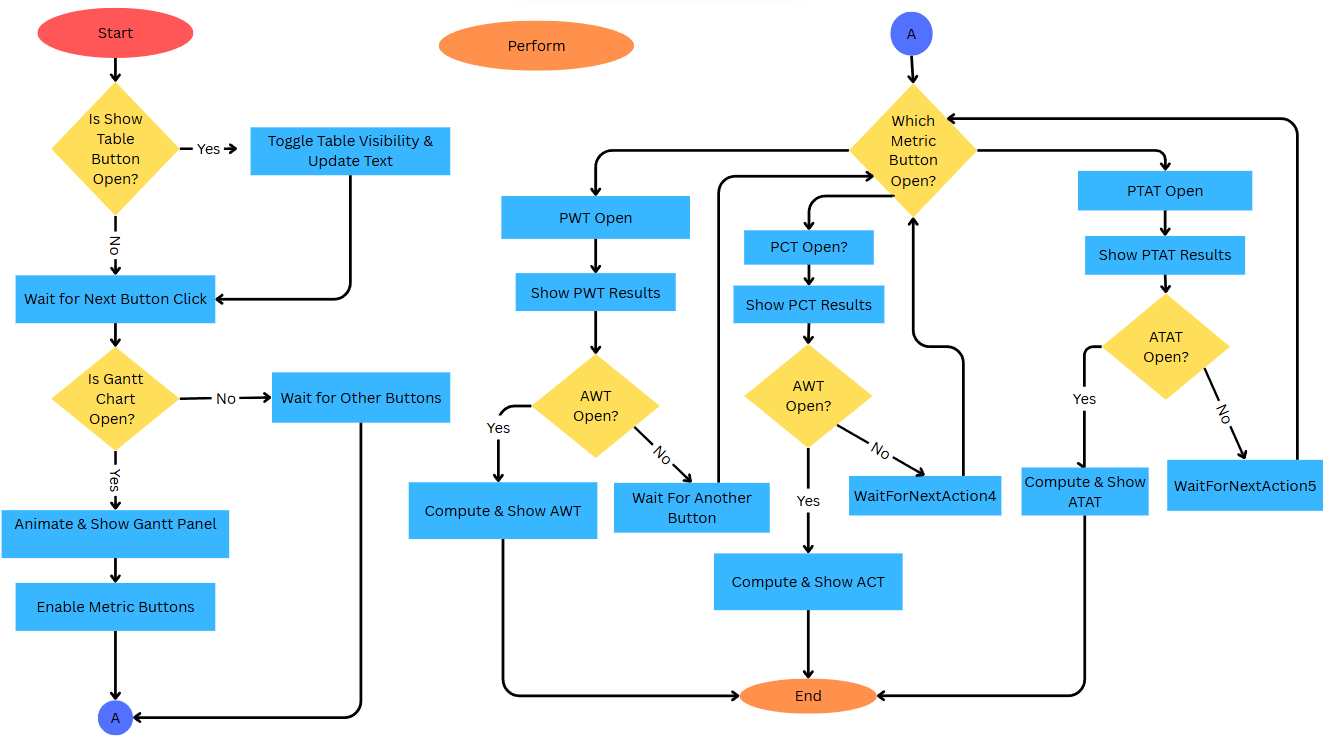 Start
Is Show
Table
Button
Open?
Yes
Toggle Table Visibility &
Update Text
No
Wait for Next Button Click
Is Gantt
Chart
Open?
No
Wait for Other Buttons
Yes
Animate & Show Gantt Panel
Enable Metric Buttons
A
Perform
A
Which
Metric
Button
Open?
PWT Open
Show PWT Results
AWT
Open?
Yes
No
Compute & Show AWT
Wait For Another
Button
PCT Open?
Show PCT Results
AWT
Open?
No
Yes
WaitForNextAction4
Compute & Show ACT
PTAT Open
Show PTAT Results
ATAT
Open?
Yes
No
Compute & Show
ATAT
WaitForNextAction5
End